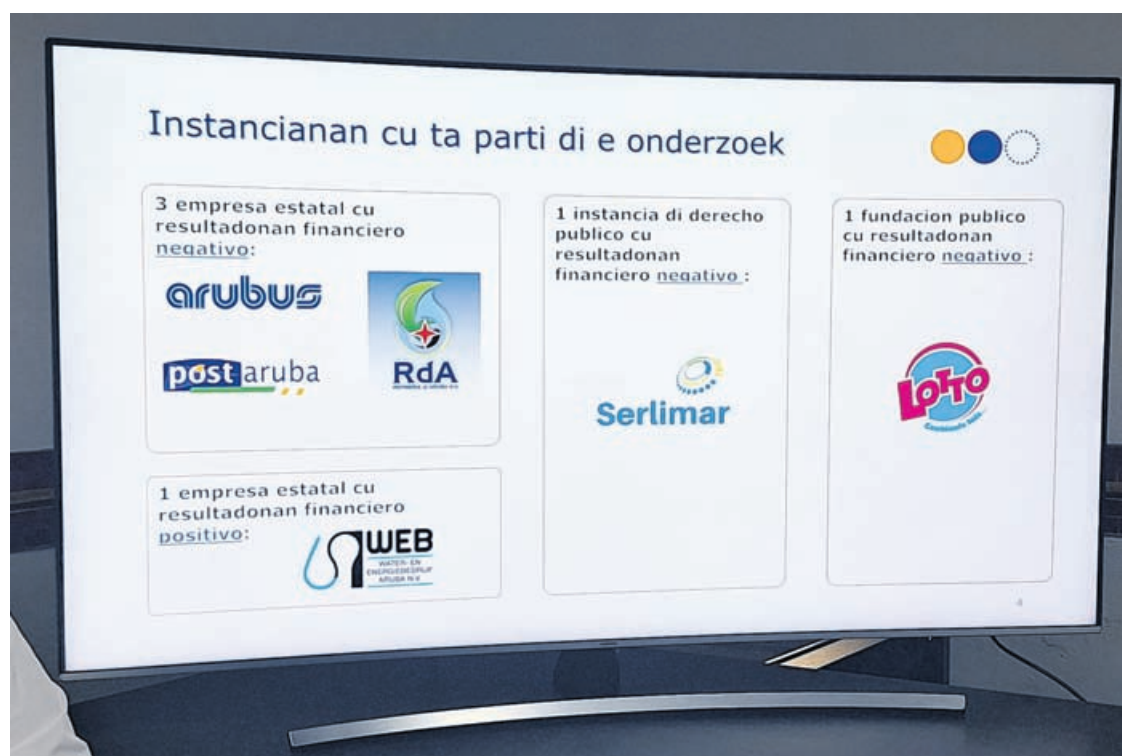 Instancianan cu ta parti di e onderzoek
3 empresa estatal cu
resultadonan financiero
negativo:
arubus
post aruba
RdA
1 empresa estatal cu
resultadonan financiero
positivo:
WEB
WATER- EN
ENERGIEBEDRIJF
ARUBA N.V.
1 instancia di derecho
publico cu
resultadonan
financiero negativo :
Serlimar
1 fundacion publico
cu resultadonan
financiero negativo :
LOTTO
4